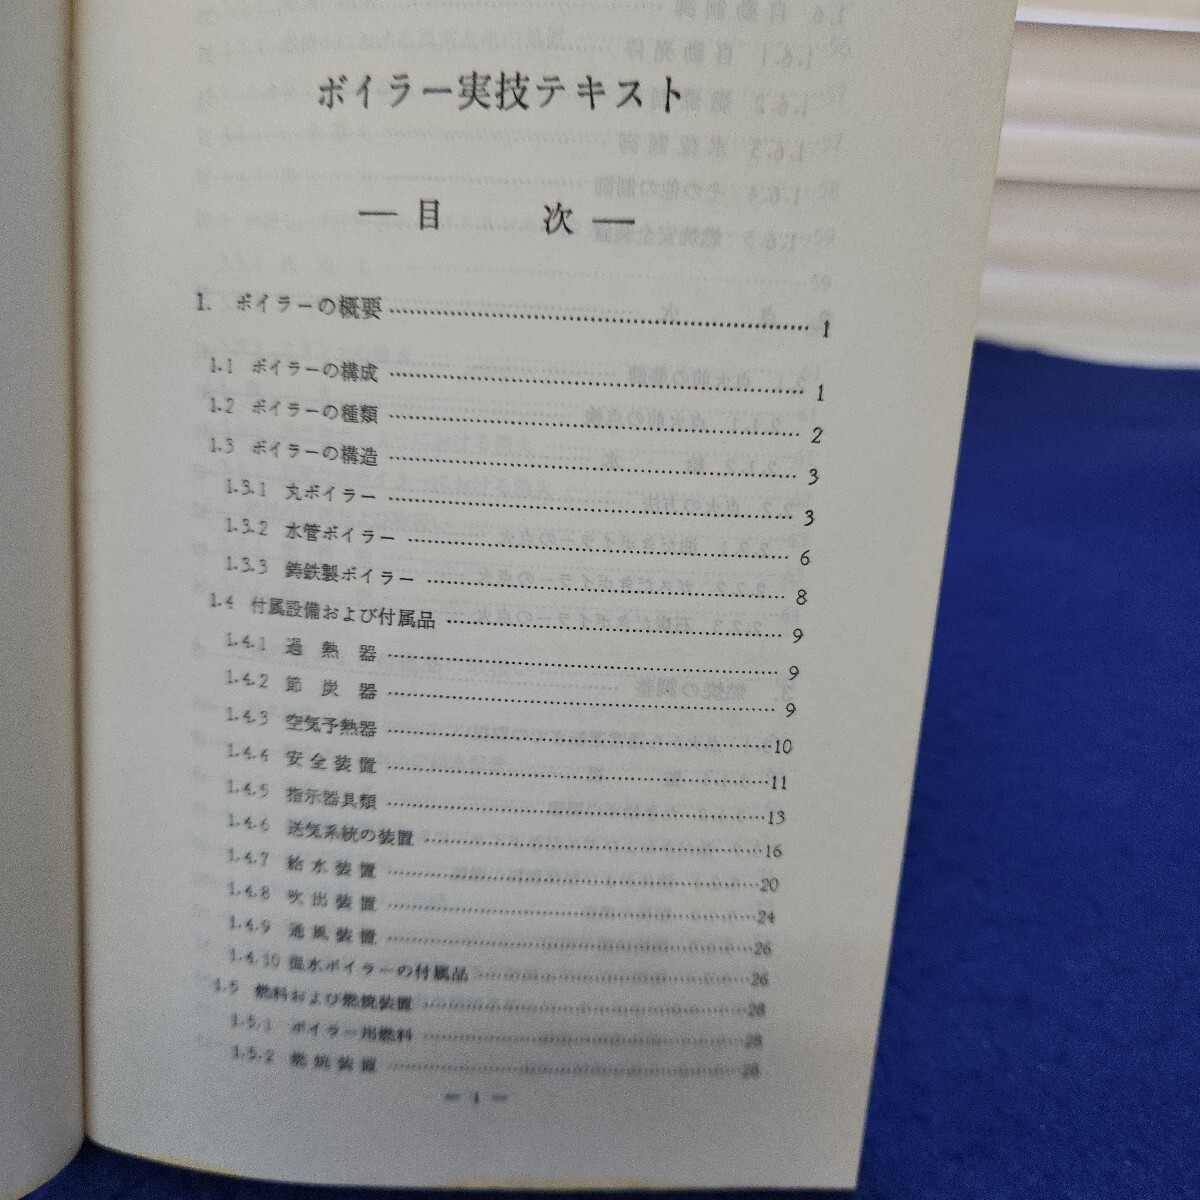 ボイラー実技テキスト
― 目 次 ―
1. ボイラーの概要 …… 1
1.1 ボイラーの構成 …… 1
1.2 ボイラーの種類 …… 2
1.3 ボイラーの構造 …… 3
1.3.1 丸ボイラー …… 3
1.3.2 水管ボイラー …… 6
1.3.3 鋳鉄製ボイラー …… 8
1.4 付属設備および付属品 …… 9
1.4.1 過熱器 …… 9
1.4.2 節炭器 …… 9
1.4.3 空気予熱器 …… 10
1.4.4 安全装置 …… 11
1.4.5 指示器具類 …… 13
1.4.6 送気系統の装置 …… 16
1.4.7 給水装置 …… 20
1.4.8 吹出装置 …… 24
1.4.9 通風装置 …… 26
1.4.10 温水ボイラーの付属品 …… 26
1.5 燃料および燃焼装置 …… 28
1.5.1 ボイラー用燃料 …… 28
1.5.2 燃焼装置 …… 28